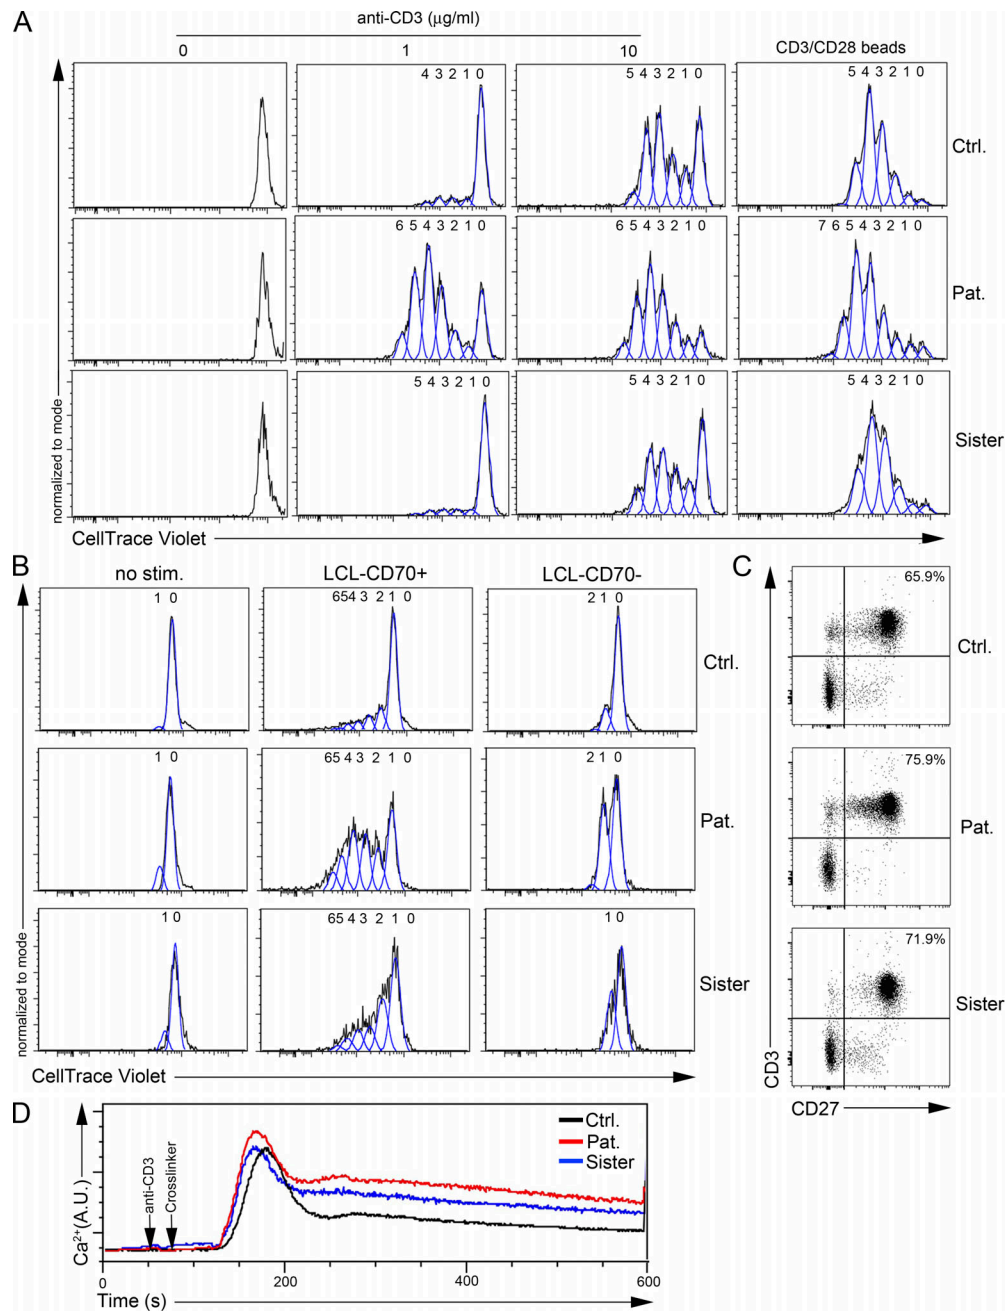 A
anti-CD3 (μg/ml)
0 1 10 CD3/CD28 beads
4 3 2 1 0
5 4 3 2 1 0
5 4 3 2 1 0
Ctrl.
6 5 4 3 2 1 0
6 5 4 3 2 1 0
7 6 5 4 3 2 1 0
Pat.
5 4 3 2 1 0
5 4 3 2 1 0
5 4 3 2 1 0
Sister
normalized to mode
CellTrace Violet
B
no stim. LCL-CD70+ LCL-CD70-
1 0
654 3 2 1 0
2 1 0
Ctrl.
1 0
65 4 3 2 1 0
2 1 0
Pat.
1 0
65 4 3 2 1 0
1 0
Sister
normalized to mode
CellTrace Violet
C
65.9%
Ctrl.
75.9%
Pat.
71.9%
Sister
CD3
CD27
D
Ctrl.
Pat.
Sister
anti-CD3
Crosslinker
Ca²⁺(A.U.)
0 200 400 600
Time (s)